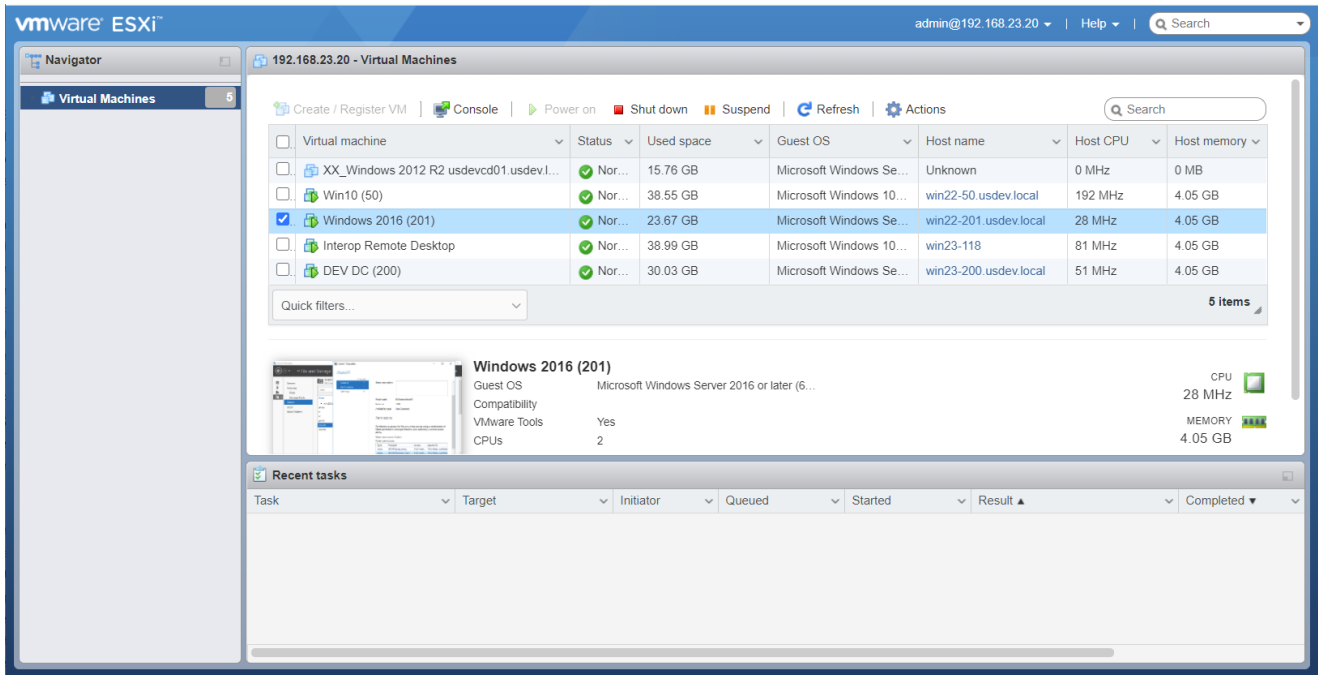 vmware ESXi™
admin@192.168.23.20 | Help | Search
Navigator
Virtual Machines 5
192.168.23.20 - Virtual Machines
Create / Register VM | Console | Power on Shut down Suspend | Refresh | Actions Search
Virtual machine Status Used space Guest OS Host name Host CPU Host memory
XX_Windows 2012 R2 usdevcd01.usdev.l... Nor... 15.76 GB Microsoft Windows Se... Unknown 0 MHz 0 MB
Win10 (50) Nor... 38.55 GB Microsoft Windows 10... win22-50.usdev.local 192 MHz 4.05 GB
Windows 2016 (201) Nor... 23.67 GB Microsoft Windows Se... win22-201.usdev.local 28 MHz 4.05 GB
Interop Remote Desktop Nor... 38.99 GB Microsoft Windows 10... win23-118 81 MHz 4.05 GB
DEV DC (200) Nor... 30.03 GB Microsoft Windows Se... win23-200.usdev.local 51 MHz 4.05 GB
Quick filters... 5 items
Windows 2016 (201)
Guest OS Microsoft Windows Server 2016 or later (6...
Compatibility
VMware Tools Yes
CPUs 2
CPU
28 MHz
MEMORY
4.05 GB
Recent tasks
Task Target Initiator Queued Started Result ▲ Completed ▼